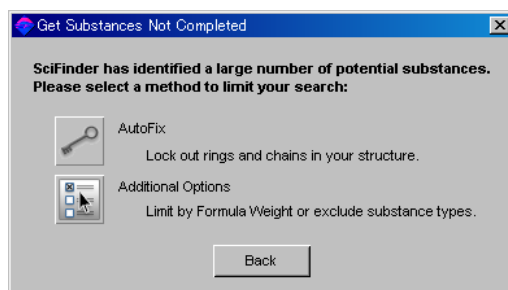 Get Substances Not Completed
SciFinder has identified a large number of potential substances.
Please select a method to limit your search:
AutoFix
Lock out rings and chains in your structure.
Additional Options
Limit by Formula Weight or exclude substance types.
Back